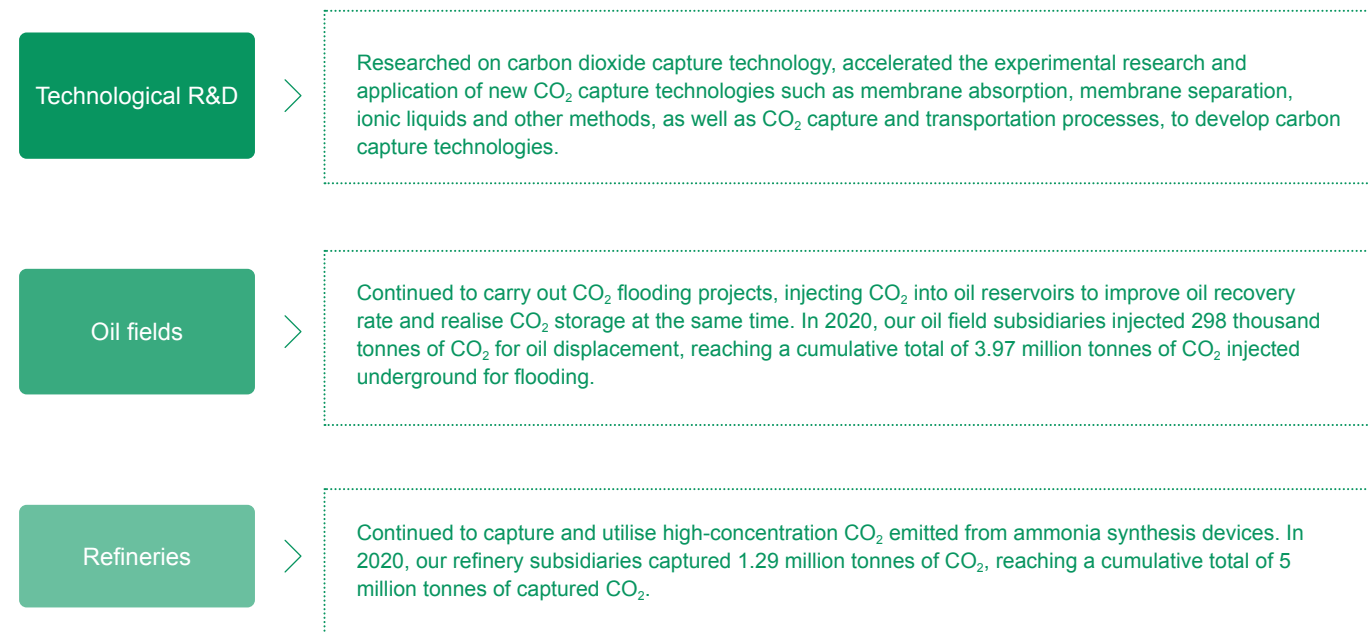 Technological R&D
Researched on carbon dioxide capture technology, accelerated the experimental research and
application of new CO₂ capture technologies such as membrane absorption, membrane separation,
ionic liquids and other methods, as well as CO₂ capture and transportation processes, to develop carbon
capture technologies.
Oil fields
Continued to carry out CO₂ flooding projects, injecting CO₂ into oil reservoirs to improve oil recovery
rate and realise CO₂ storage at the same time. In 2020, our oil field subsidiaries injected 298 thousand
tonnes of CO₂ for oil displacement, reaching a cumulative total of 3.97 million tonnes of CO₂ injected
underground for flooding.
Refineries
Continued to capture and utilise high-concentration CO₂ emitted from ammonia synthesis devices. In
2020, our refinery subsidiaries captured 1.29 million tonnes of CO₂, reaching a cumulative total of 5
million tonnes of captured CO₂.